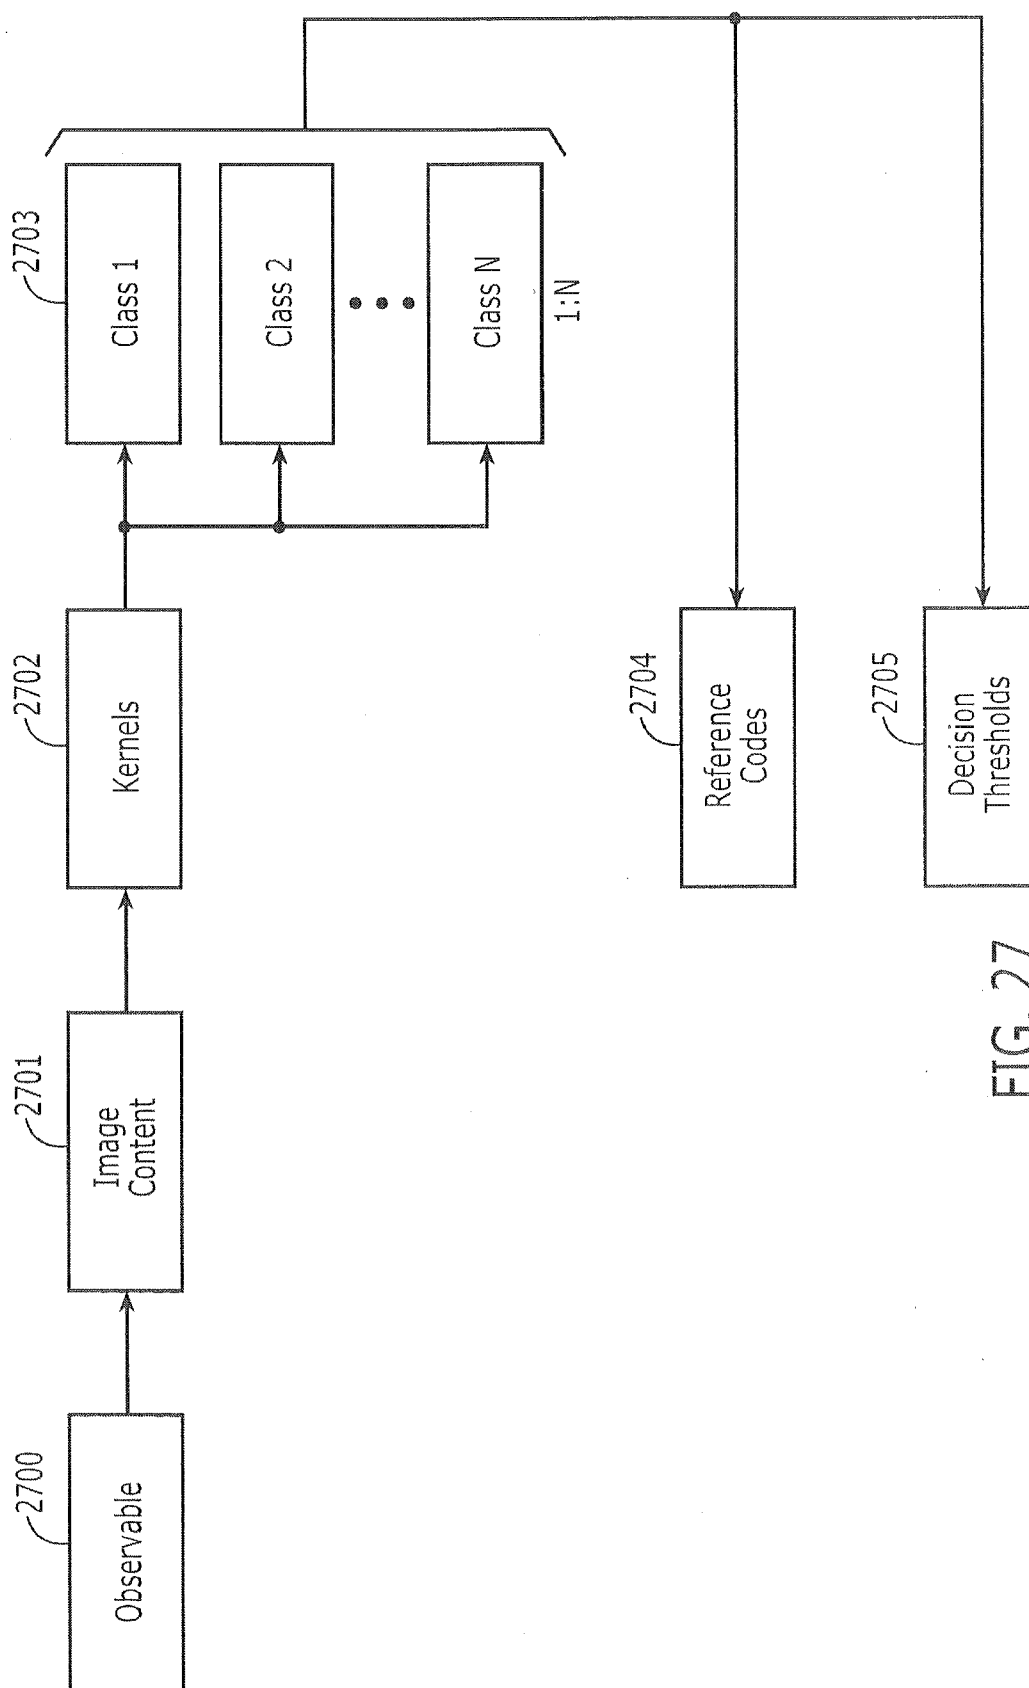 2700
Observable
2701
Image
Content
2702
Kernels
2703
Class 1
Class 2
Class N
1:N
2704
Reference
Codes
2705
Decision
Thresholds
FIG. 27